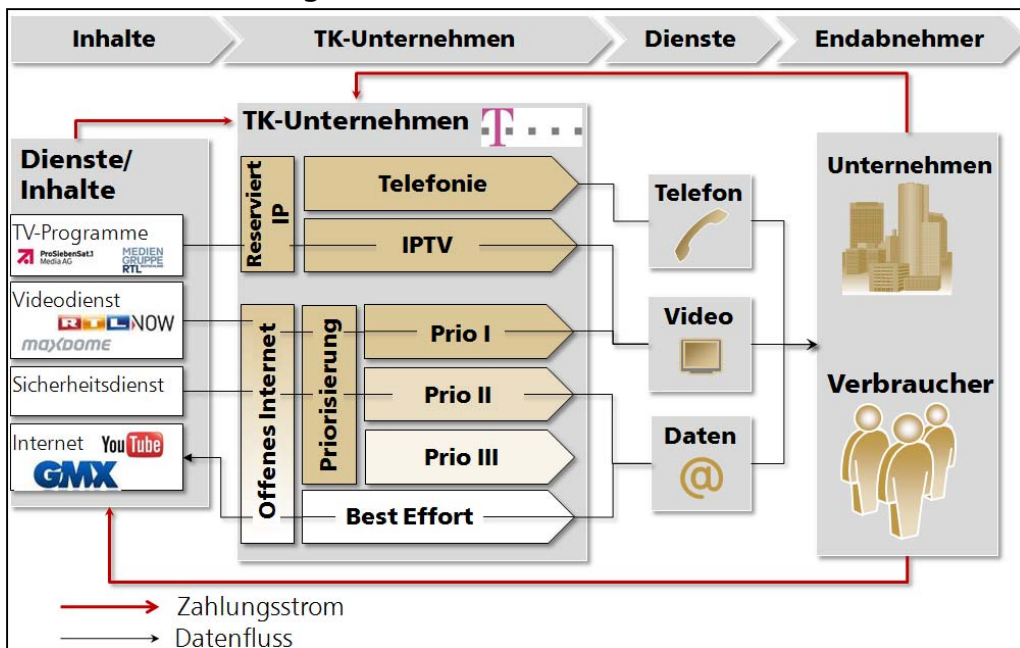 Inhalte
TK-Unternehmen
Dienste
Endabnehmer
TK-Unternehmen
T
Dienste/
Inhalte
TV-Programme
ProSiebenSat.1
Media AG
MEDIEN
GRUPPE
RTL
Videodienst
RTL NOW
maXDOME
Sicherheitsdienst
Internet
YouTube
GMX
Reserviert
IP
Telefonie
IPTV
Offenes Internet
Priorisierung
Prio I
Prio II
Prio III
Best Effort
Telefon
Video
Daten
@
Unternehmen
Verbraucher
Zahlungsstrom
Datenfluss